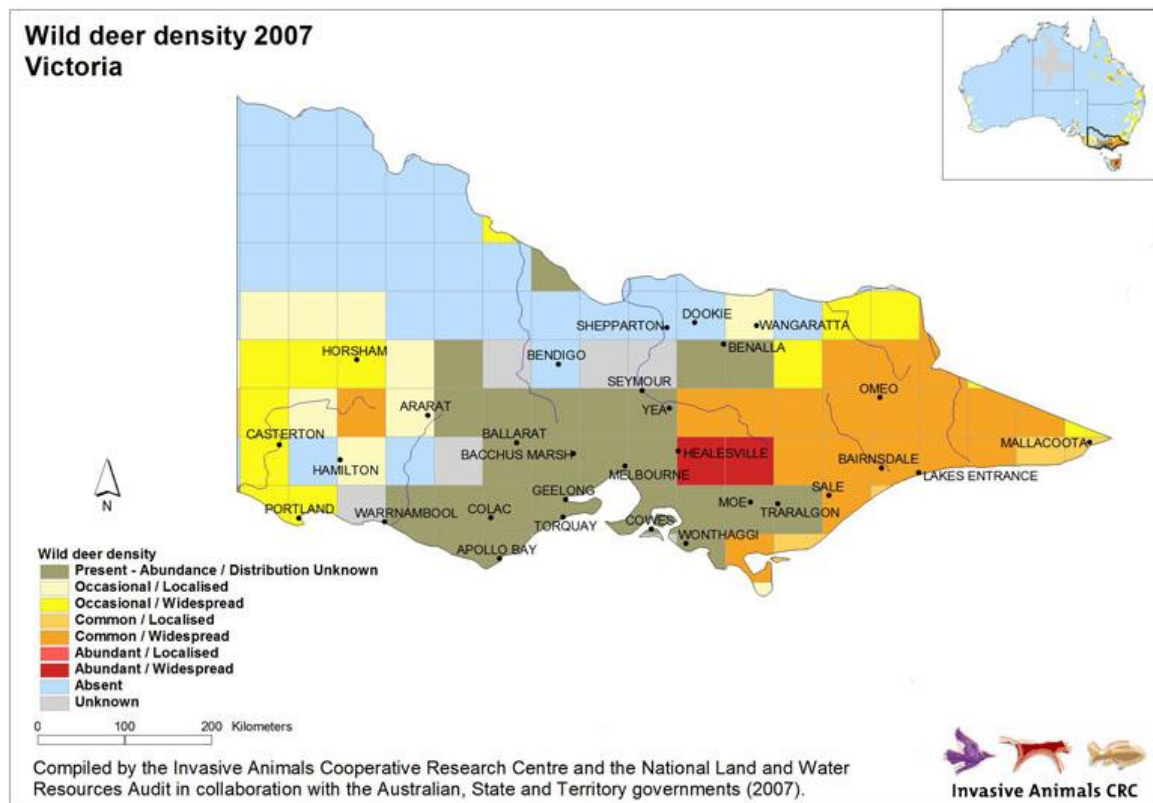 Wild deer density 2007
Victoria
SHEPPARTON
DOOKIE
WANGARATTA
HORSHAM
BENDIGO
BENALLA
SEYMOUR
OMEO
ARARAT
YEA
CASTERTON
BALLARAT
HEALESVILLE
MALLACOOTA
HAMILTON
BACCHUS MARSH
MELBOURNE
BAIRNSDALE
LAKES ENTRANCE
GEELONG
SALE
PORTLAND
WARRNAMBOOL
COLAC
MOE
TRARALGON
TORQUAY
COWES
WONTHAGGI
APOLLO BAY
N
Wild deer density
Present - Abundance / Distribution Unknown
Occasional / Localised
Occasional / Widespread
Common / Localised
Common / Widespread
Abundant / Localised
Abundant / Widespread
Absent
Unknown
0 100 200 Kilometers
Compiled by the Invasive Animals Cooperative Research Centre and the National Land and Water
Resources Audit in collaboration with the Australian, State and Territory governments (2007).
Invasive Animals CRC